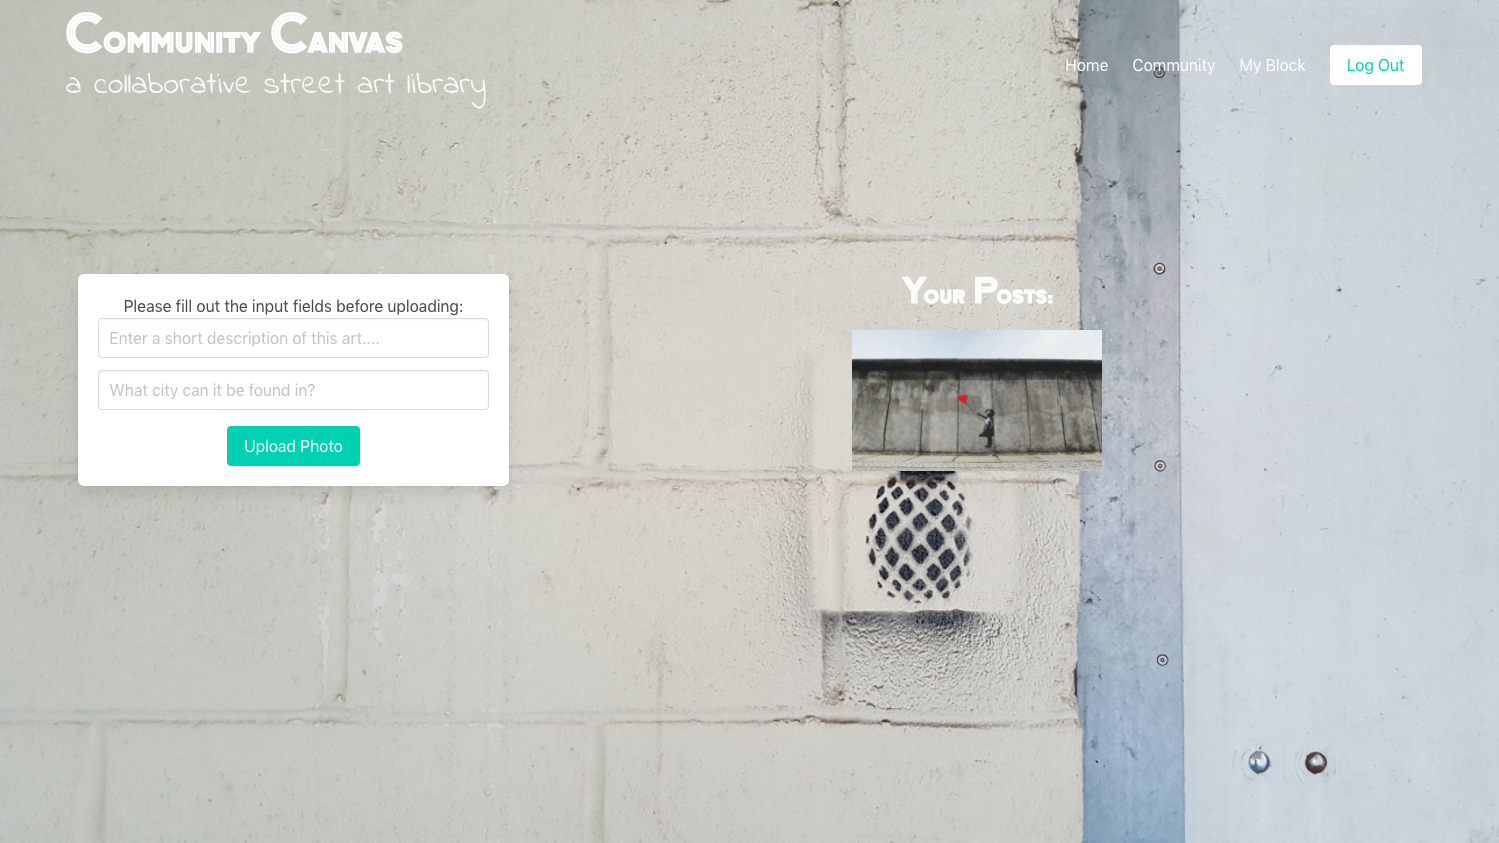 Community Canvas
a collaborative street art library
Home Community My Block Log Out
Please fill out the input fields before uploading:
Enter a short description of this art....
What city can it be found in?
Upload Photo
Your Posts: